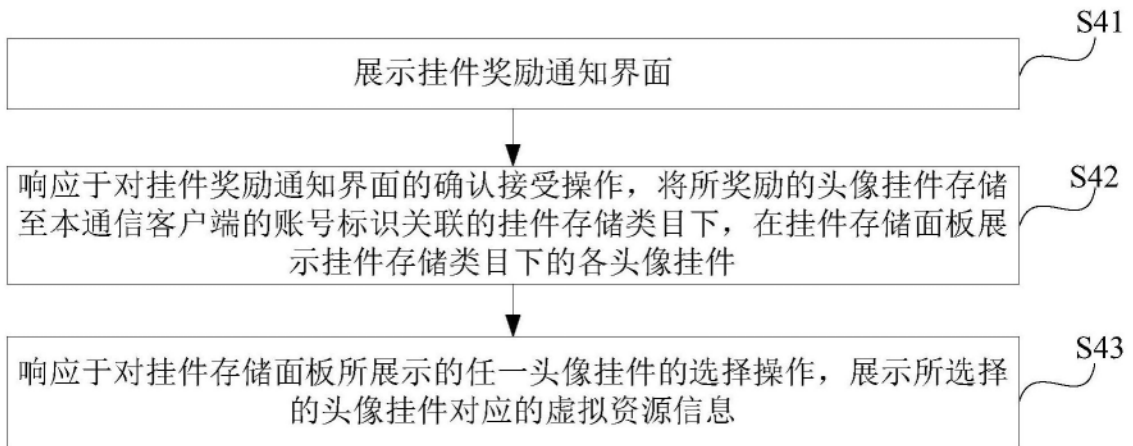 S41
展示挂件奖励通知界面
响应于对挂件奖励通知界面的确认接受操作，将所奖励的头像挂件存储
至本通信客户端的账号标识关联的挂件存储类目下，在挂件存储面板展
示挂件存储类目下的各头像挂件
S42
响应于对挂件存储面板所展示的任一头像挂件的选择操作，展示所选择
的头像挂件对应的虚拟资源信息
S43